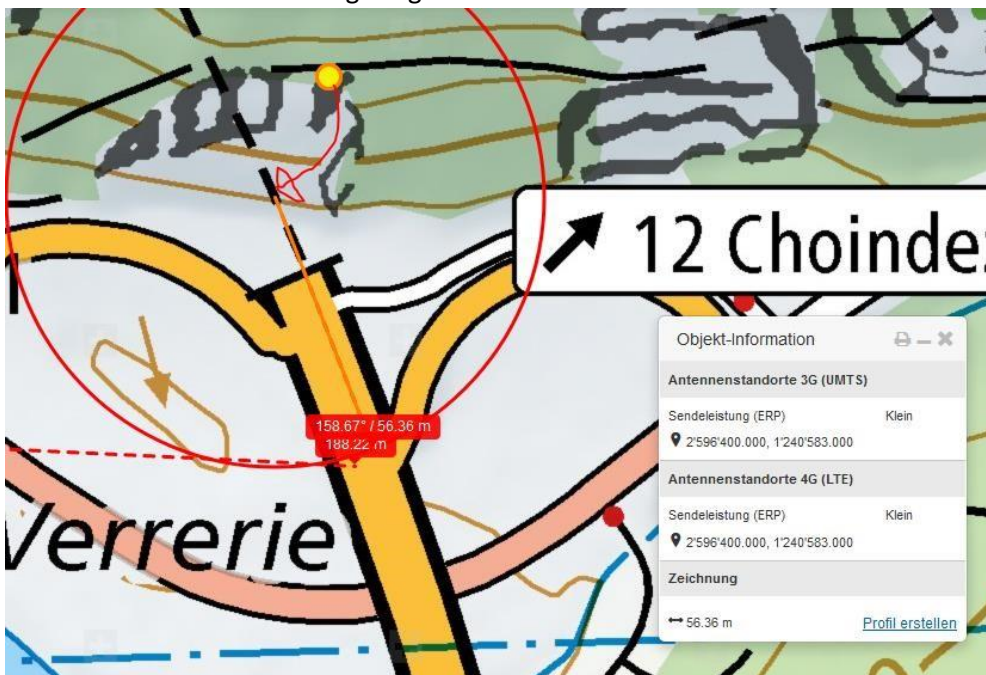 12 Choinde
Objekt-Information
Antennenstandorte 3G (UMTS)
Sendeleistung (ERP) Klein
2'596'400.000, 1'240'583.000
Antennenstandorte 4G (LTE)
Sendeleistung (ERP) Klein
2'596'400.000, 1'240'583.000
Zeichnung
56.36 m Profil erstellen
158.67° / 56.36 m
188.22 m
Verrerie